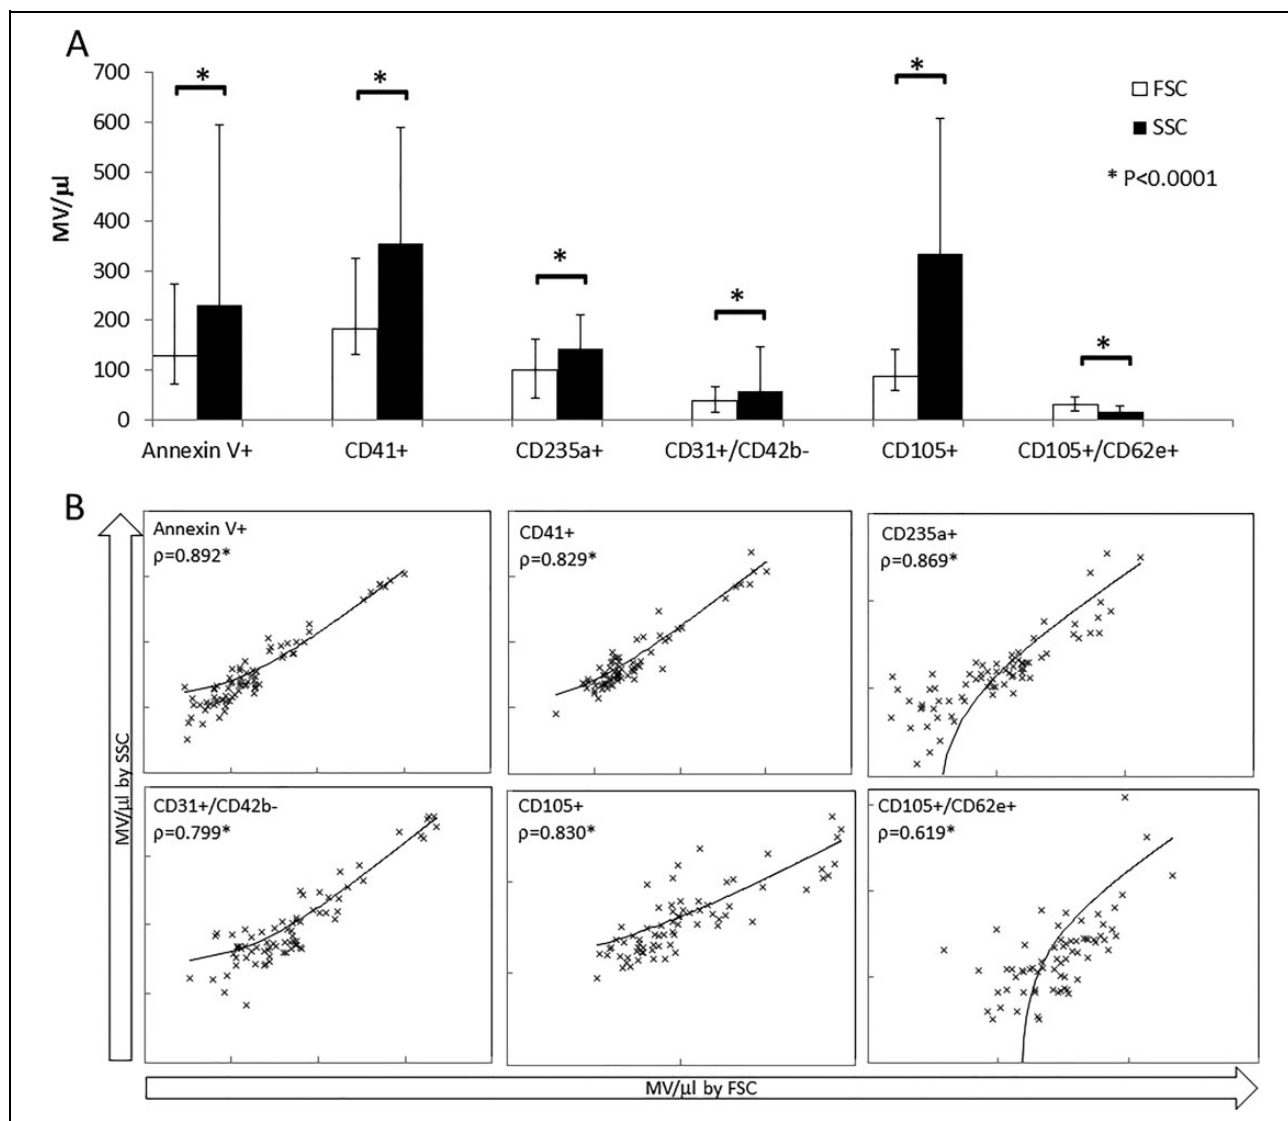 A
700
600
500
400
300
200
100
0
MV/µl
*
*
*
*
*
*
FSC
SSC
* P<0.0001
Annexin V+
CD41+
CD235a+
CD31+/CD42b-
CD105+
CD105+/CD62e+
B
MV/µl by SSC
Annexin V+
ρ=0.892*
CD41+
ρ=0.829*
CD235a+
ρ=0.869*
CD31+/CD42b-
ρ=0.799*
CD105+
ρ=0.830*
CD105+/CD62e+
ρ=0.619*
MV/µl by FSC